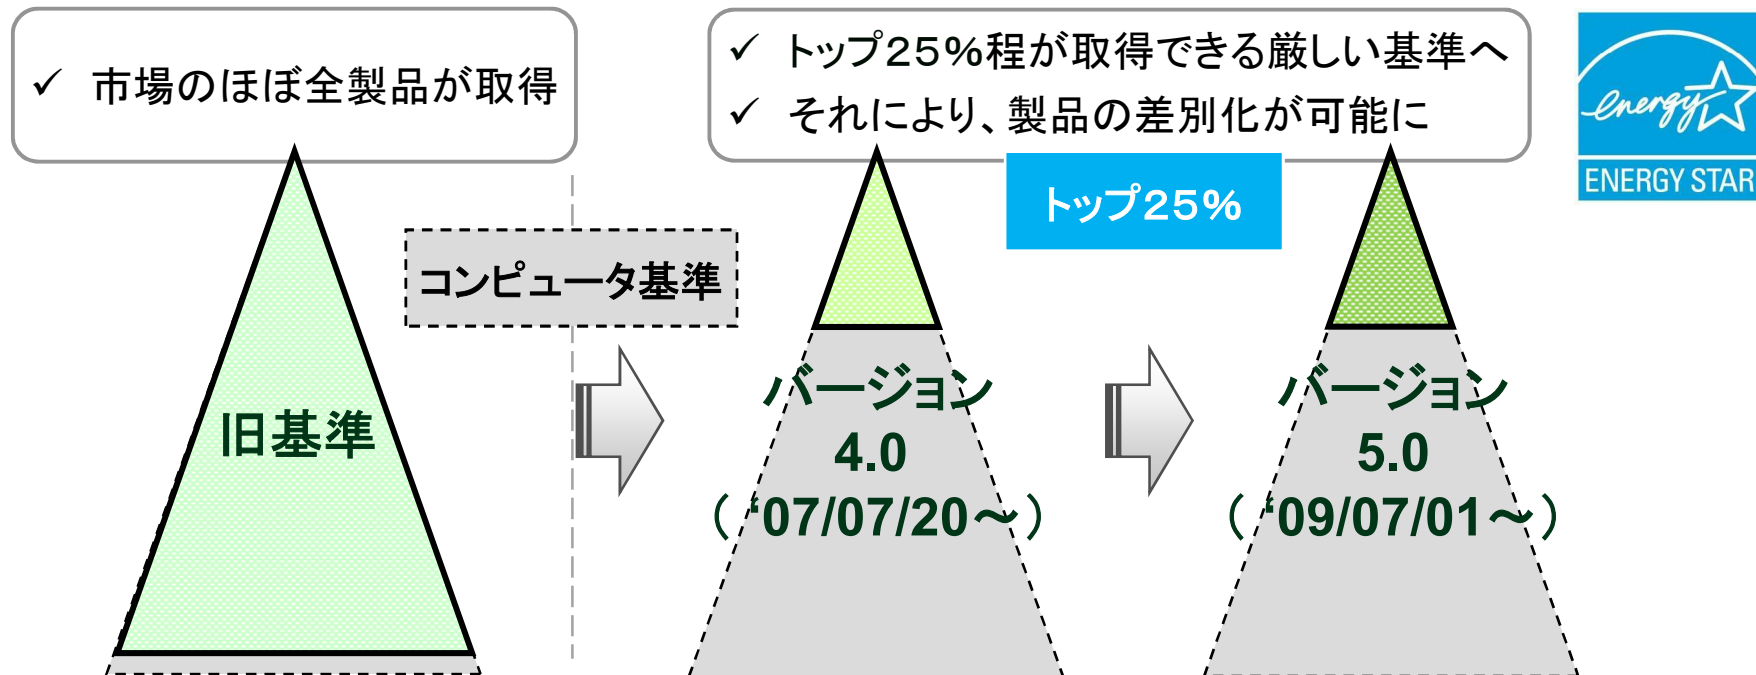 ✓ 市場のほぼ全製品が取得
✓ トップ25%程が取得できる厳しい基準へ
✓ それにより、製品の差別化が可能に
energy
ENERGY STAR
トップ25%
コンピュータ基準
旧基準
バージョン
4.0
(‘07/07/20~)
バージョン
5.0
(‘09/07/01~)